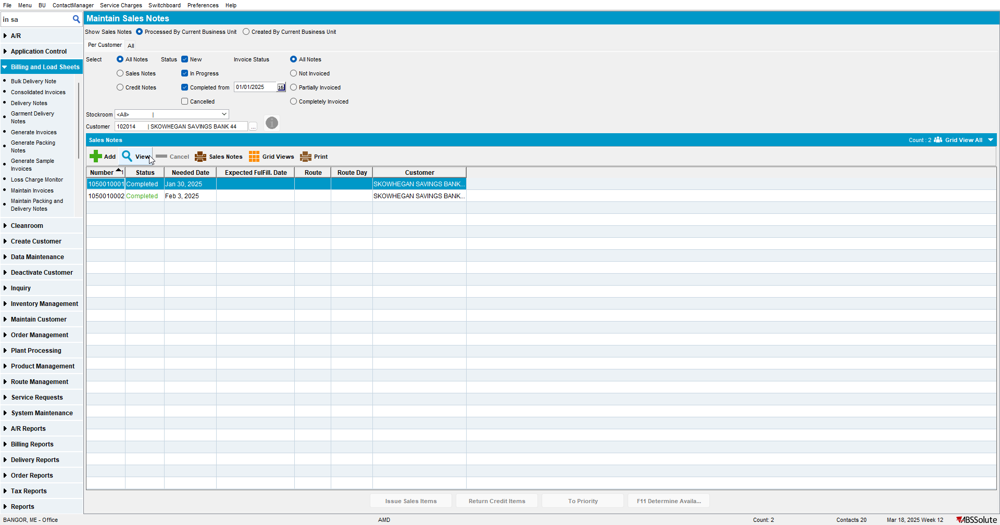 File Menu BU ContactManager Service Charges Switchboard Preferences Help
in sa
A/R
Application Control
Billing and Load Sheets
Bulk Delivery Note
Consolidated Invoices
Delivery Notes
Garment Delivery
Notes
Generate Invoices
Generate Packing
Notes
Generate Sample
Invoices
Loss Charge Monitor
Maintain Invoices
Maintain Packing and
Delivery Notes
Cleanroom
Create Customer
Data Maintenance
Deactivate Customer
Inquiry
Inventory Management
Maintain Customer
Order Management
Plant Processing
Product Management
Route Management
Service Requests
System Maintenance
A/R Reports
Billing Reports
Delivery Reports
Order Reports
Tax Reports
Reports
Maintain Sales Notes
Show Sales Notes Processed By Current Business Unit Created By Current Business Unit
Per Customer All
Select All Notes Status New Invoice Status All Notes
Sales Notes In Progress Not Invoiced
Credit Notes Completed from 01/01/2025 16 Partially Invoiced
Cancelled Completely Invoiced
Stockroom <All> |
Customer 102014 | SKOWHEGAN SAVINGS BANK 44 ...
Sales Notes Count : 2 Grid View All
Add View Cancel Sales Notes Grid Views Print
Number 1 Status Needed Date Expected FulFill. Date Route Route Day Customer
1050010001 Completed Jan 30, 2025 SKOWHEGAN SAVINGS BANK...
1050010002 Completed Feb 3, 2025 SKOWHEGAN SAVINGS BANK...
Issue Sales Items Return Credit Items To Priority F11 Determine Availa...
BANGOR, ME - Office AMD Count: 2 Contacts 20 Mar 18, 2025 Week 12 ABSSolute